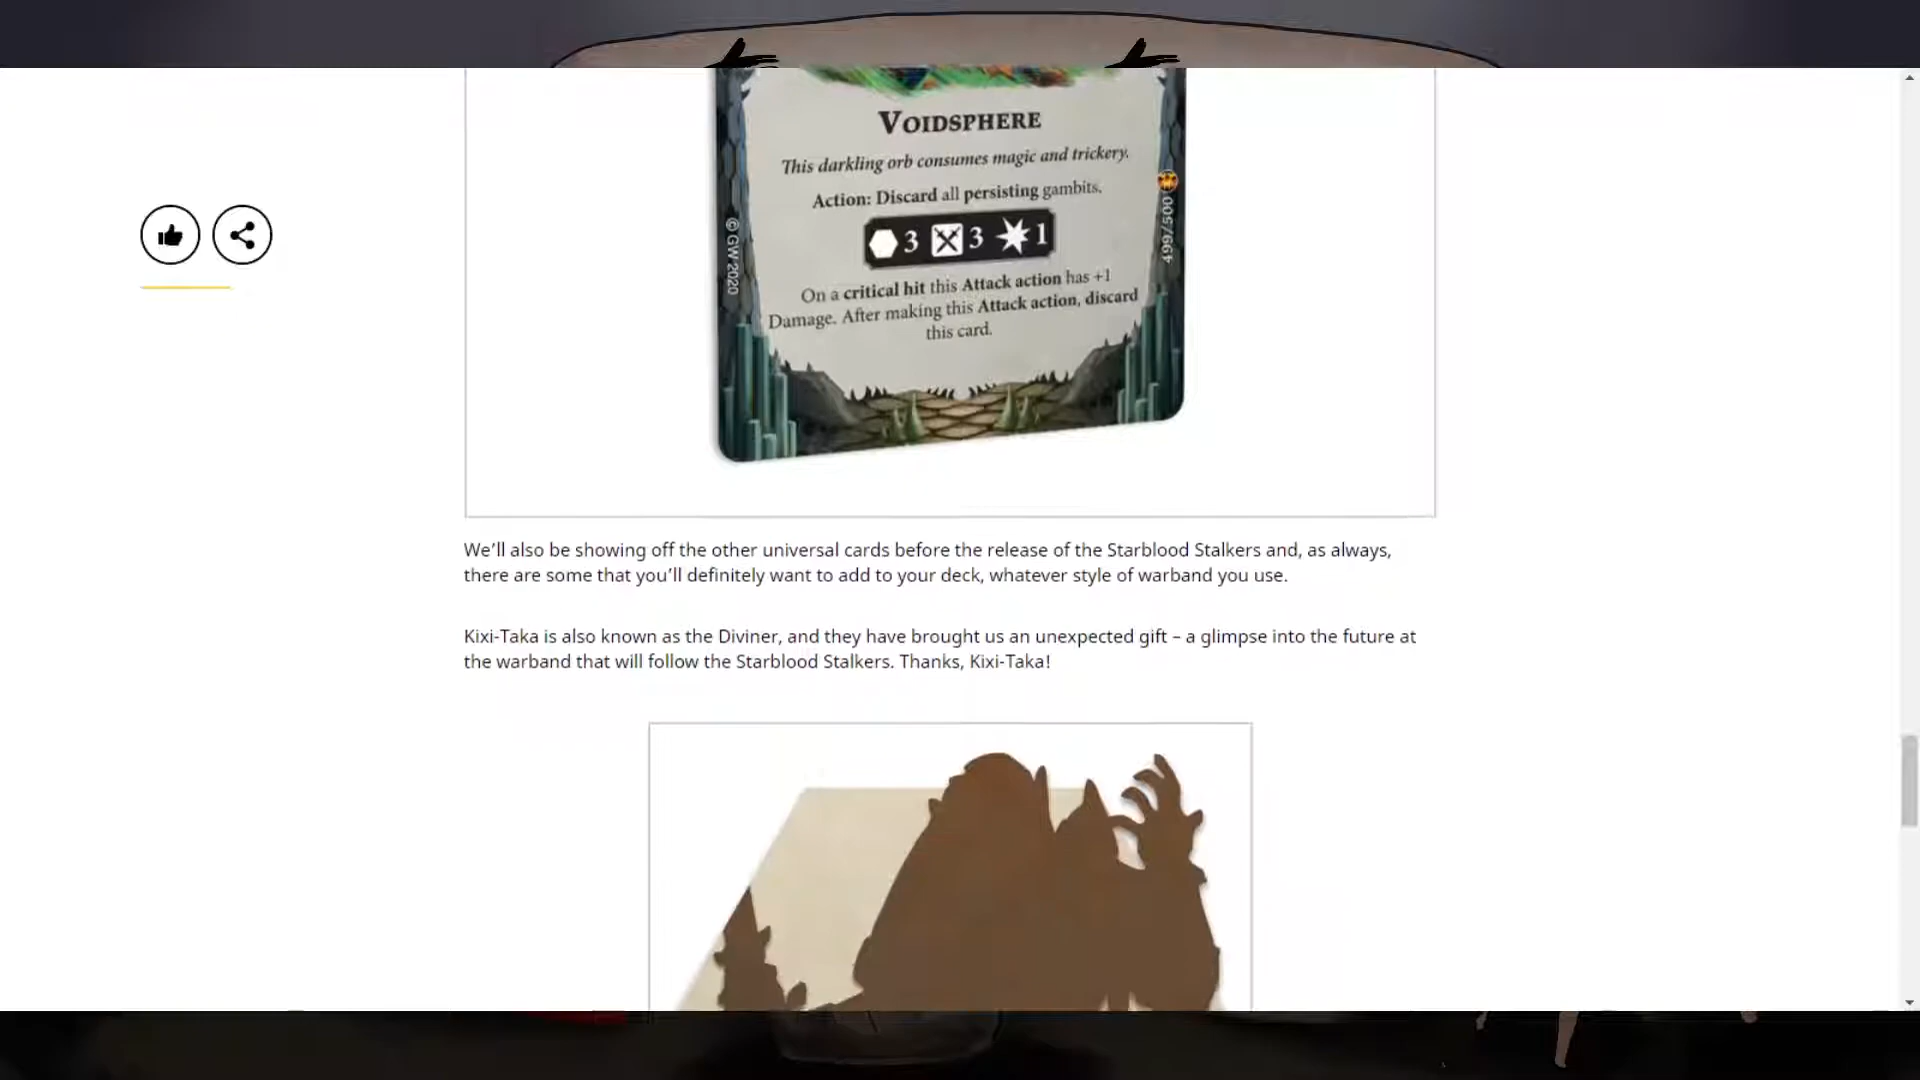 VOIDSPHERE
This darkling orb consumes magic and trickery.
Action: Discard all persisting gambits.
3 3 1
On a critical hit this Attack action has +1
Damage. After making this Attack action, discard
this card.
© GW 2020
499/500
We’ll also be showing off the other universal cards before the release of the Starblood Stalkers and, as always,
there are some that you’ll definitely want to add to your deck, whatever style of warband you use.
Kixi-Taka is also known as the Diviner, and they have brought us an unexpected gift – a glimpse into the future at
the warband that will follow the Starblood Stalkers. Thanks, Kixi-Taka!